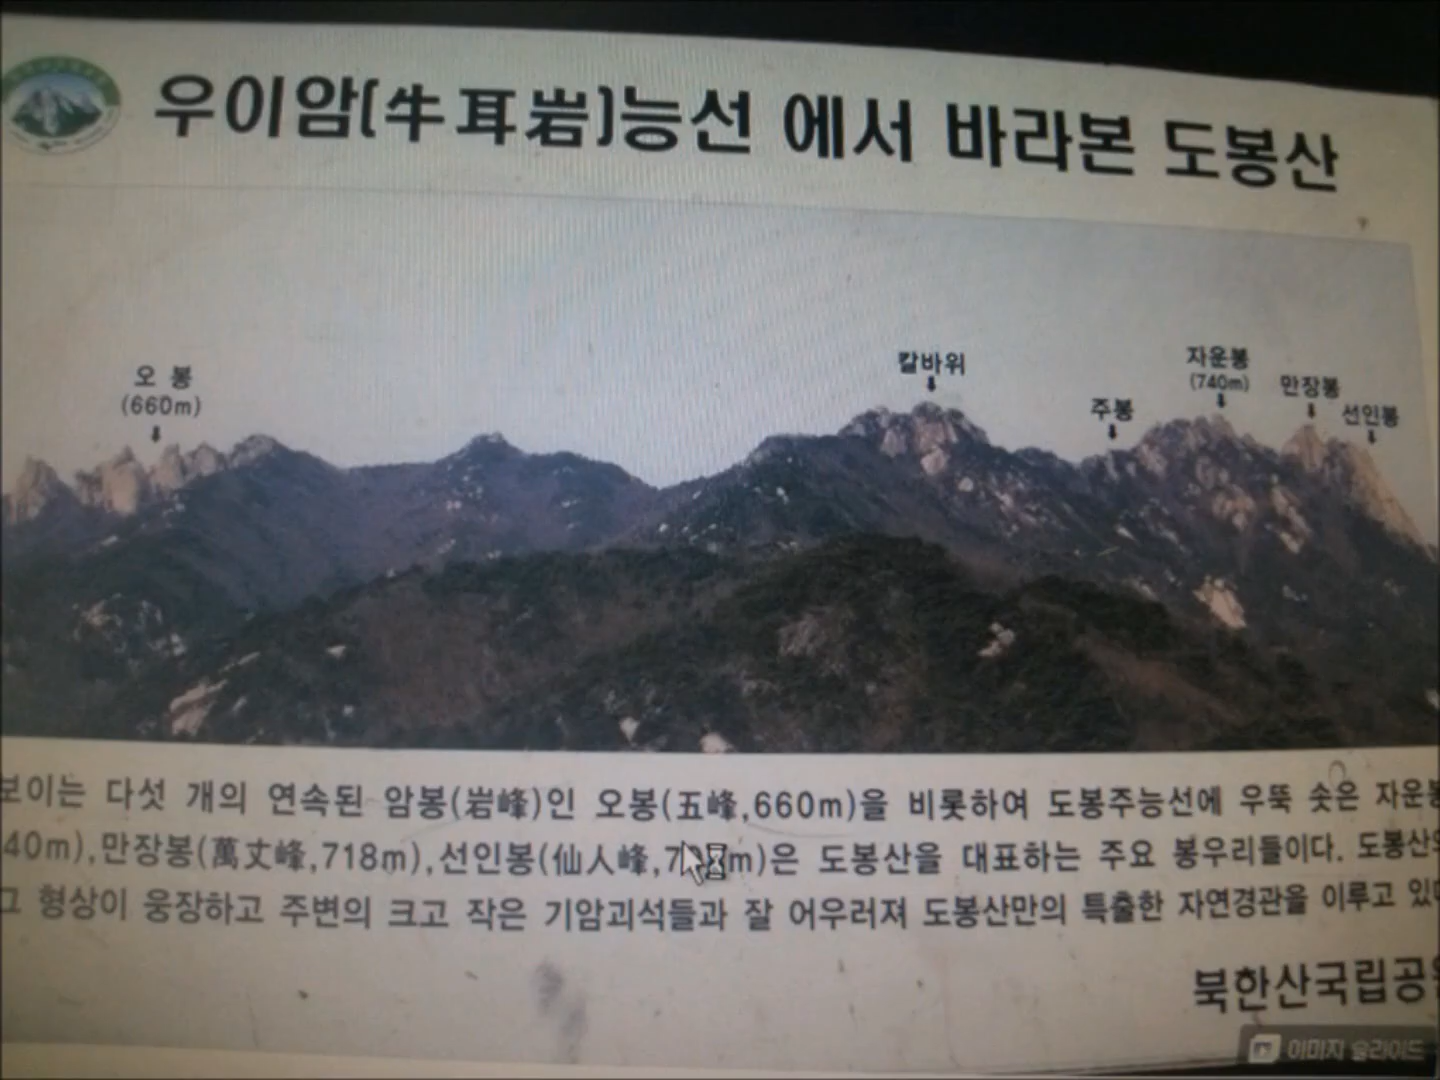 우이암(牛耳岩)능선 에서 바라본 도봉산
오 봉
(660m)
칼바위
주봉
자운봉
(740m)
만장봉
선인봉
보이는 다섯 개의 연속된 암봉(岩峰)인 오봉(五峰,660m)을 비롯하여 도봉주능선에 우뚝 솟은 자운봉
40m),만장봉(萬丈峰,718m),선인봉(仙人峰, 은 도봉산을 대표하는 주요 봉우리들이다. 도봉산의
그 형상이 웅장하고 주변의 크고 작은 기암괴석들과 잘 어우러져 도봉산만의 특출한 자연경관을 이루고 있
북한산국립공원
이미지 슬라이드